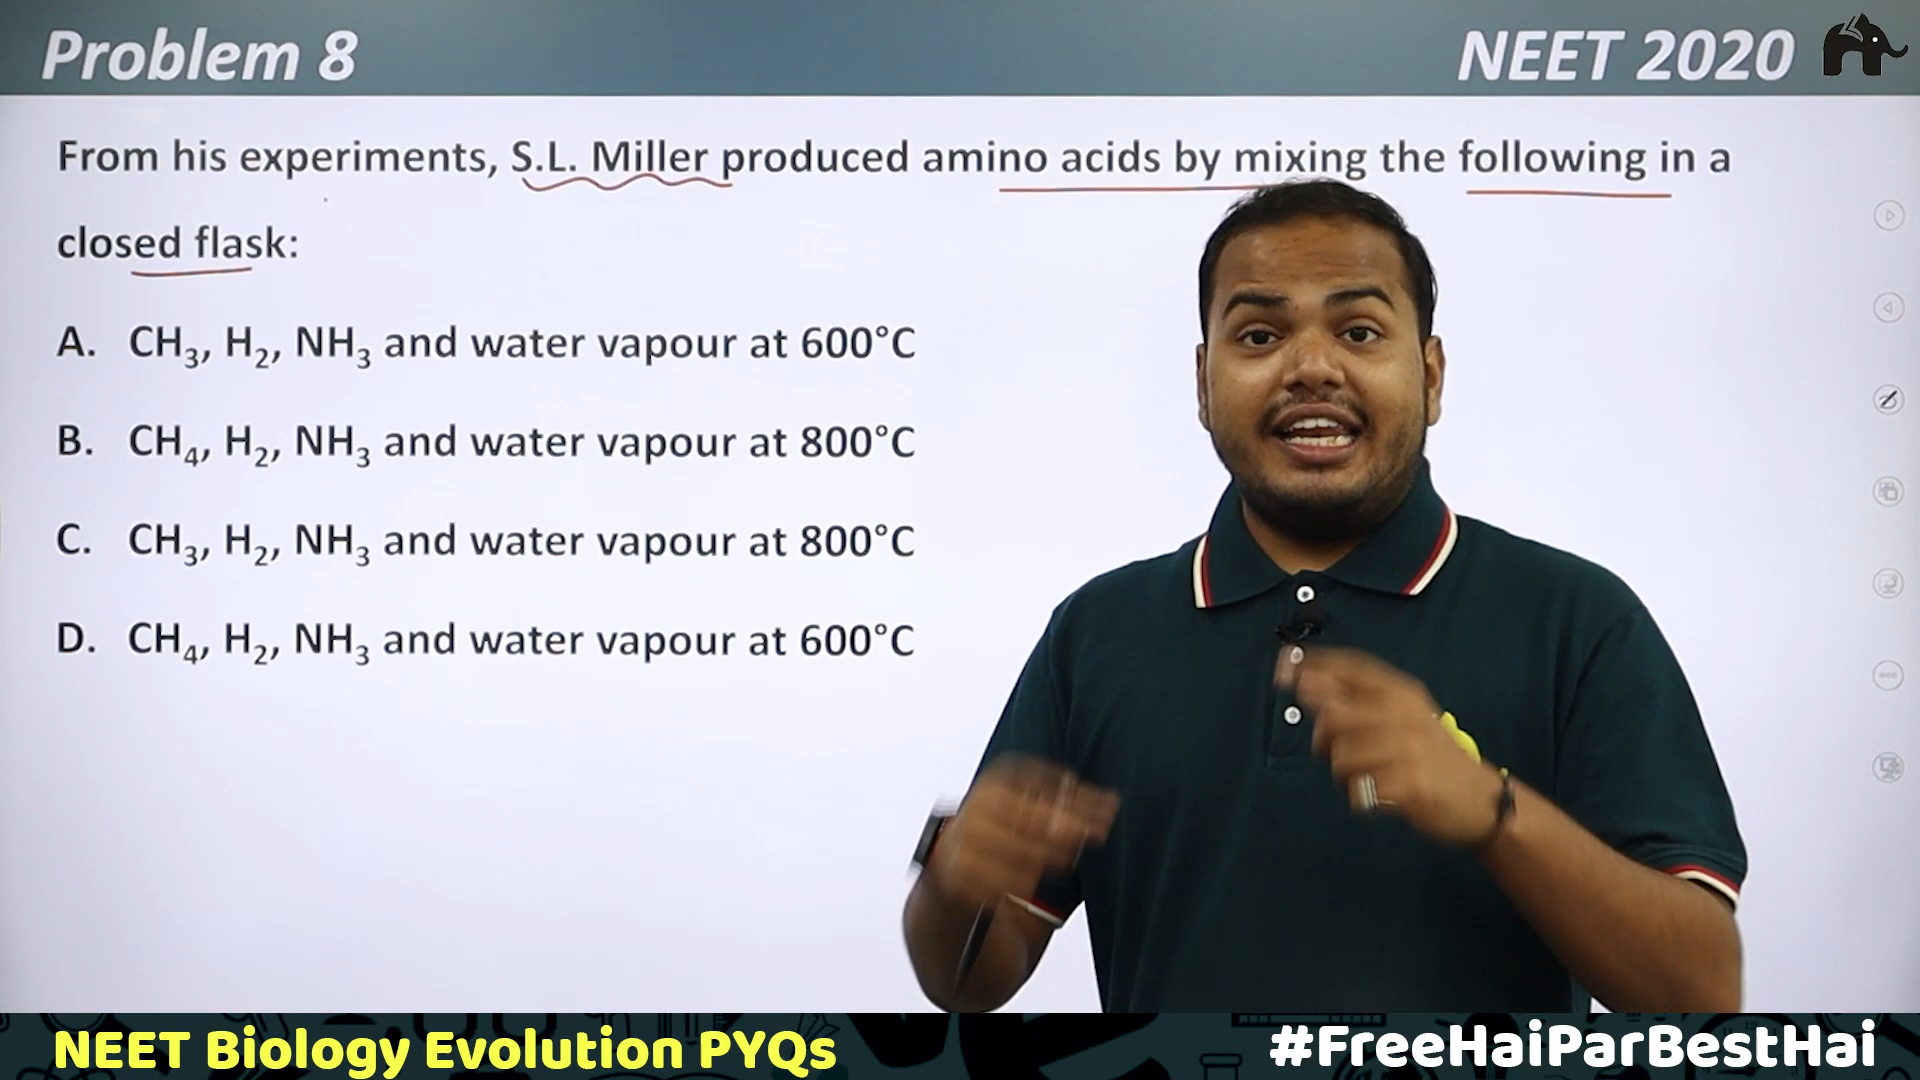 Problem 8
NEET 2020
From his experiments, S.L. Miller produced amino acids by mixing the following in a
closed flask:
A. CH₃, H₂, NH₃ and water vapour at 600°C
B. CH₄, H₂, NH₃ and water vapour at 800°C
C. CH₃, H₂, NH₃ and water vapour at 800°C
D. CH₄, H₂, NH₃ and water vapour at 600°C
NEET Biology Evolution PYQs
#FreeHaiParBestHai